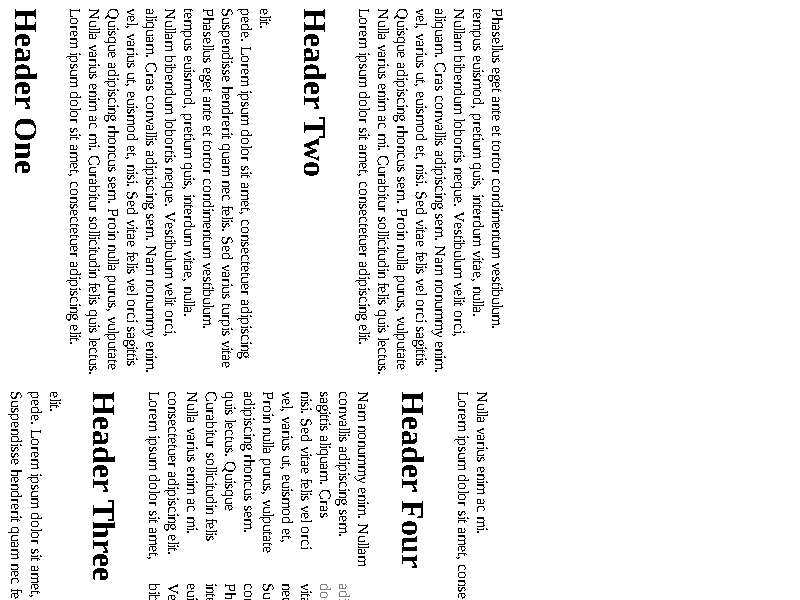 Header One
Lorem ipsum dolor sit amet, consectetuer adipiscing elit.
Nulla varius enim ac mi. Curabitur sollicitudin felis quis lectus.
Quisque adipiscing rhoncus sem. Proin nulla purus, vulputate
vel, varius ut, euismod et, nisi. Sed vitae felis vel orci sagittis
aliquam. Cras convallis adipiscing sem. Nam nonummy enim.
Nullam bibendum lobortis neque. Vestibulum velit orci,
tempus euismod, pretium quis, interdum vitae, nulla.
Phasellus eget ante et tortor condimentum vestibulum.
Suspendisse hendrerit quam nec felis. Sed varius turpis vitae
pede. Lorem ipsum dolor sit amet, consectetuer adipiscing
elit.
Header Two
Lorem ipsum dolor sit amet, consectetuer adipiscing elit.
Nulla varius enim ac mi. Curabitur sollicitudin felis quis lectus.
Quisque adipiscing rhoncus sem. Proin nulla purus, vulputate
vel, varius ut, euismod et, nisi. Sed vitae felis vel orci sagittis
aliquam. Cras convallis adipiscing sem. Nam nonummy enim.
Nullam bibendum lobortis neque. Vestibulum velit orci,
tempus euismod, pretium quis, interdum vitae, nulla.
Phasellus eget ante et tortor condimentum vestibulum.
Suspendisse hendrerit quam nec fe
pede. Lorem ipsum dolor sit amet,
elit.
Header Three
Lorem ipsum dolor sit amet,
consectetuer adipiscing elit.
Nulla varius enim ac mi.
Curabitur sollicitudin felis
quis lectus. Quisque
adipiscing rhoncus sem.
Proin nulla purus, vulputate
vel, varius ut, euismod et,
nisi. Sed vitae felis vel orci
sagittis aliquam. Cras
convallis adipiscing sem.
Nam nonummy enim. Nullam
Header Four
Lorem ipsum dolor sit amet, conse
Nulla varius enim ac mi.